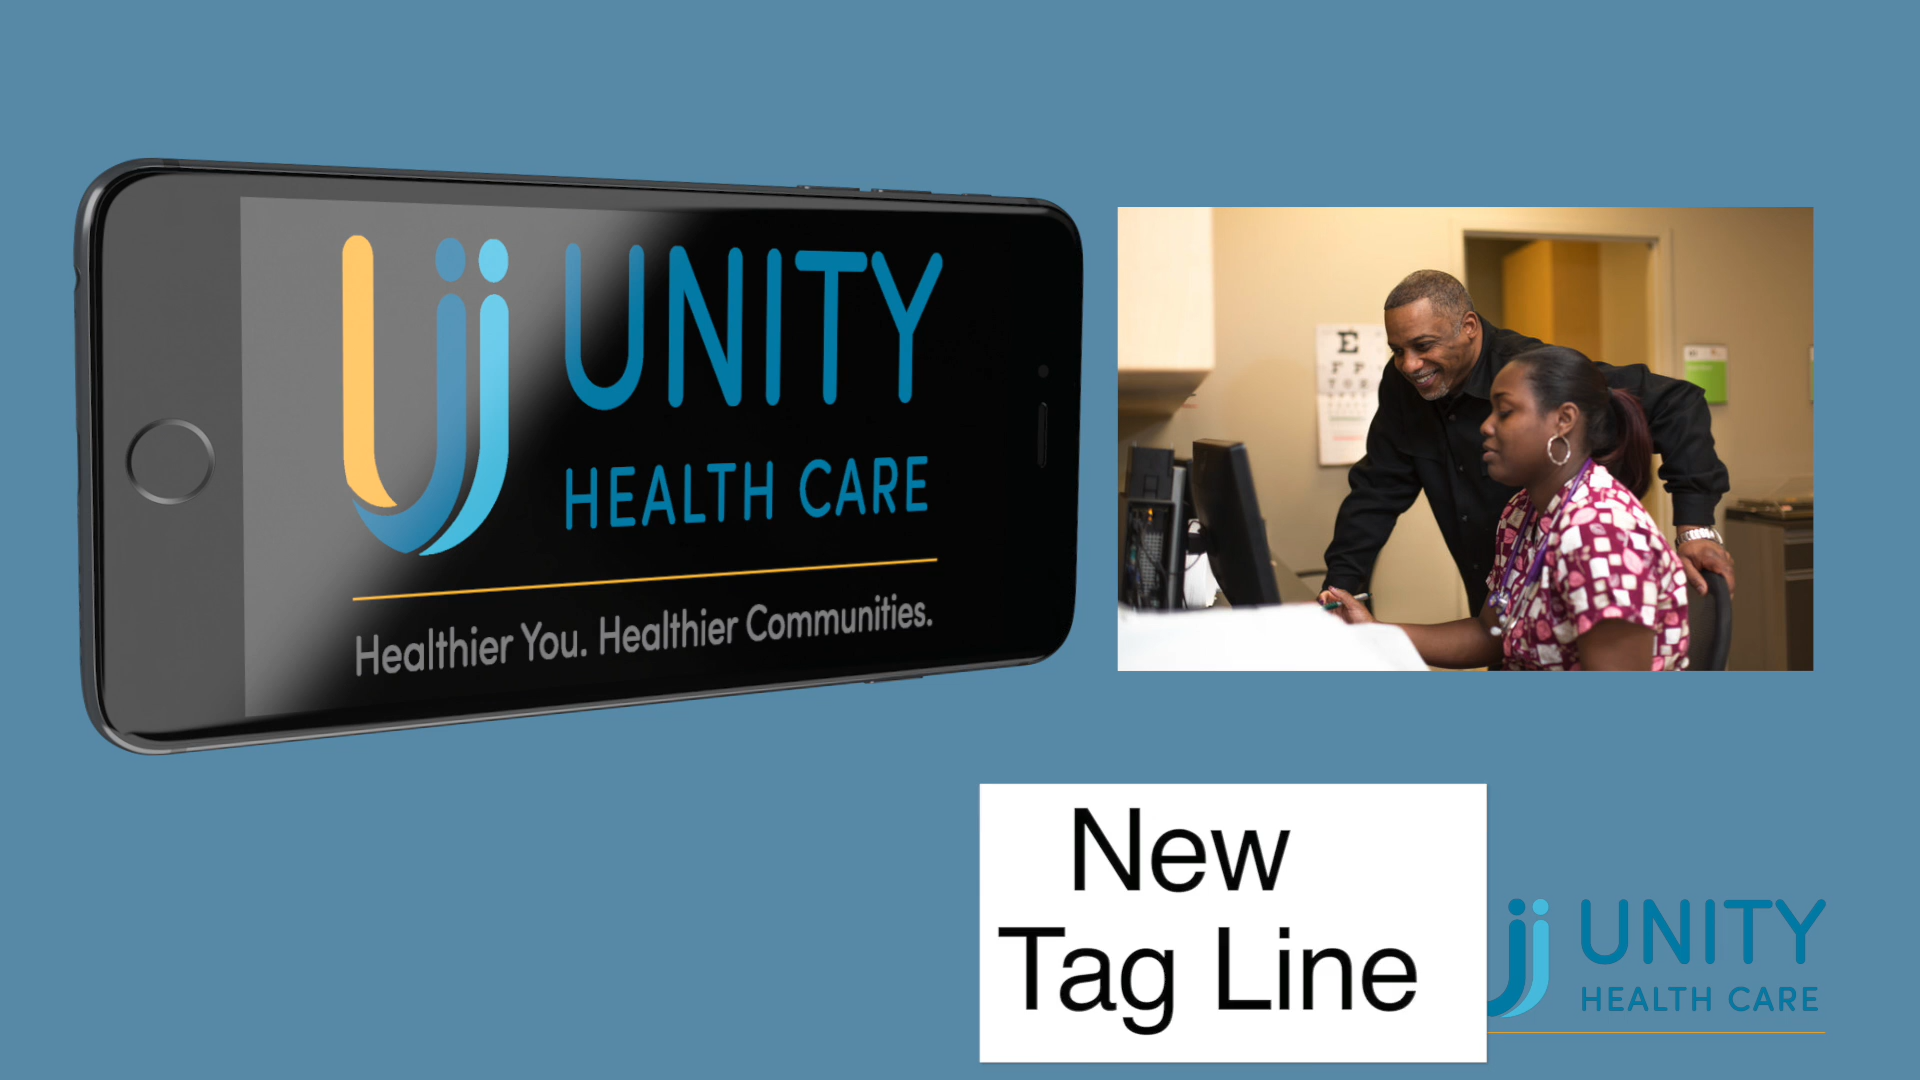 UNITY
HEALTH CARE
Healthier You. Healthier Communities.
E
F P
T O Z
New
Tag Line
UNITY
HEALTH CARE